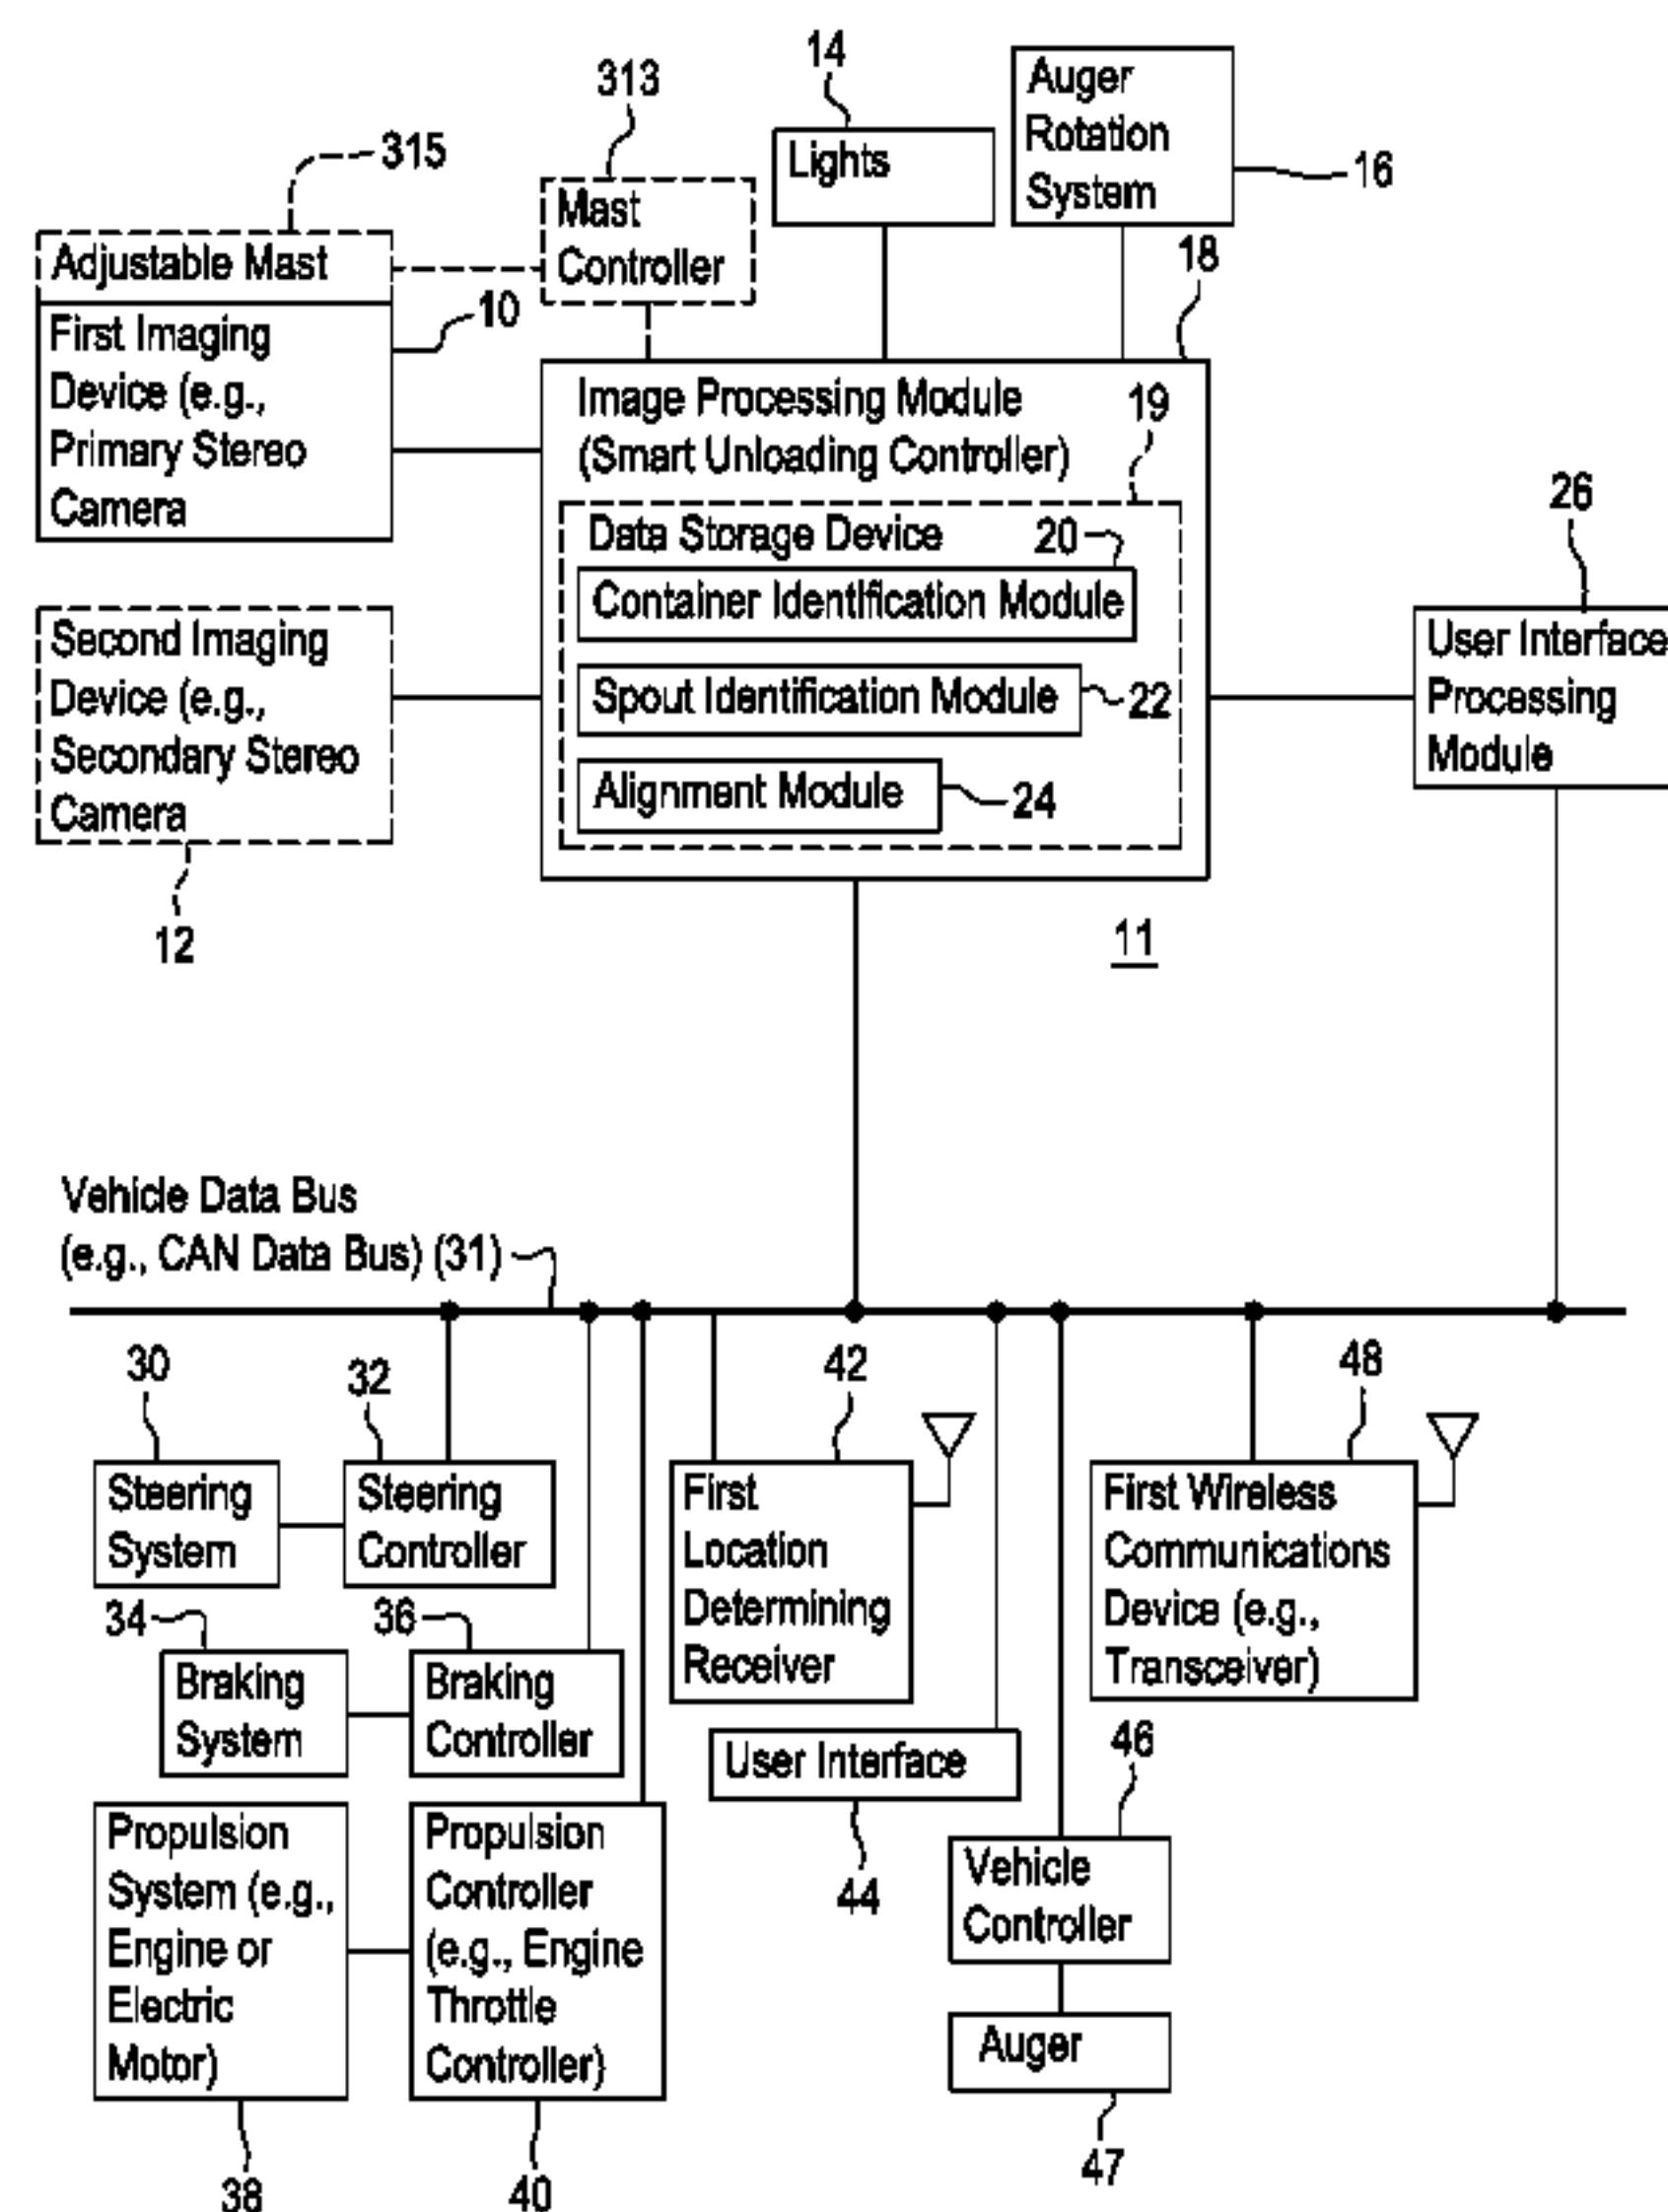 14
Auger
Rotation
System
16
313
Lights
315
Mast
Controller
18
Adjustable Mast
10
First Imaging
Device (e.g.,
Primary Stereo
Camera
Image Processing Module
(Smart Unloading Controller)
19
Data Storage Device
20
Container Identification Module
Spout Identification Module
22
Alignment Module
24
26
User Interface
Processing
Module
Second Imaging
Device (e.g.,
Secondary Stereo
Camera
12
11
Vehicle Data Bus
(e.g., CAN Data Bus) (31)
30
32
42
48
Steering
System
Steering
Controller
First
Location
Determining
Receiver
First Wireless
Communications
Device (e.g.,
Transceiver)
34
36
Braking
System
Braking
Controller
User Interface
44
46
Propulsion
System (e.g.,
Engine or
Electric
Motor)
Propulsion
Controller
(e.g., Engine
Throttle
Controller)
Vehicle
Controller
Auger
47
38
40